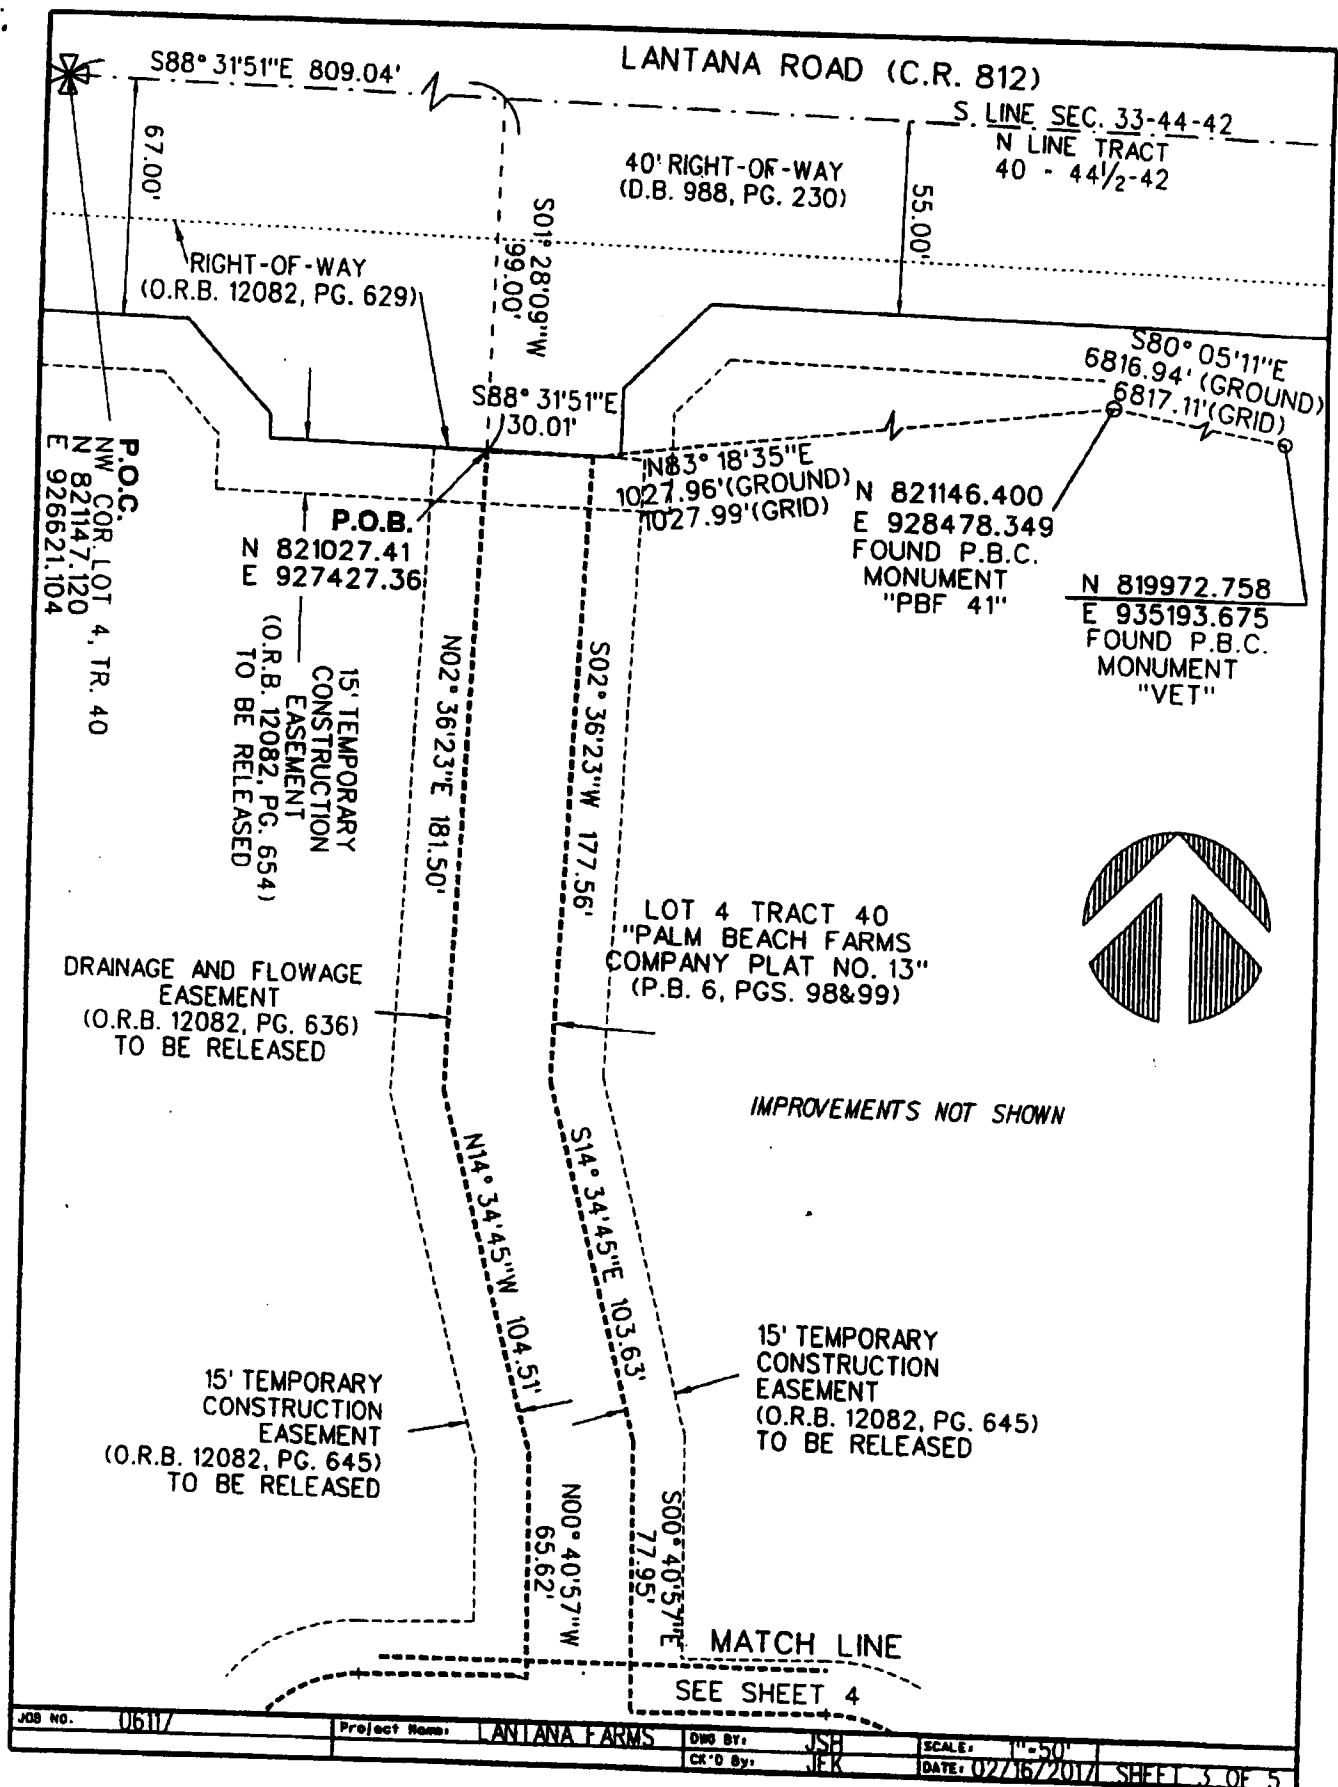 LANTANA ROAD (C.R. 812)
S88° 31'51"E 809.04'
S. LINE SEC. 33-44-42
N LINE TRACT
40 - 44½-42
67.00'
40' RIGHT-OF-WAY
(D.B. 988, PG. 230)
55.00'
S01° 28'09"W
99.00'
RIGHT-OF-WAY
(O.R.B. 12082, PG. 629)
S88° 31'51"E
30.01'
S80° 05'11"E
6816.94' (GROUND)
6817.11'(GRID)
N83° 18'35"E
1027.96'(GROUND)
1027.99'(GRID)
N 821146.400
E 928478.349
FOUND P.B.C.
MONUMENT
"PBF 41"
N 819972.758
E 935193.675
FOUND P.B.C.
MONUMENT
"VET"
P.O.C.
NW COR. LOT 4, TR. 40
N 821147.120
E 926621.104
P.O.B.
N 821027.41
E 927427.36
15' TEMPORARY
CONSTRUCTION
EASEMENT
(O.R.B. 12082, PG. 654)
TO BE RELEASED
N02° 36'23"E 181.50'
S02° 36'23"W 177.56'
LOT 4 TRACT 40
"PALM BEACH FARMS
COMPANY PLAT NO. 13"
(P.B. 6, PGS. 98&99)
DRAINAGE AND FLOWAGE
EASEMENT
(O.R.B. 12082, PG. 636)
TO BE RELEASED
IMPROVEMENTS NOT SHOWN
N14° 34'45"W 104.51'
S14° 34'45"E 103.63'
15' TEMPORARY
CONSTRUCTION
EASEMENT
(O.R.B. 12082, PG. 645)
TO BE RELEASED
15' TEMPORARY
CONSTRUCTION
EASEMENT
(O.R.B. 12082, PG. 645)
TO BE RELEASED
N00° 40'57"W
65.62'
S00° 40'57"E
77.95'
MATCH LINE
SEE SHEET 4
JOB NO. 06117
Project Name: LANTANA FARMS
DWG BY: JSH
CK'D By: JEK
SCALE: 1"=50'
DATE: 02/16/2017
SHEET 3 OF 5